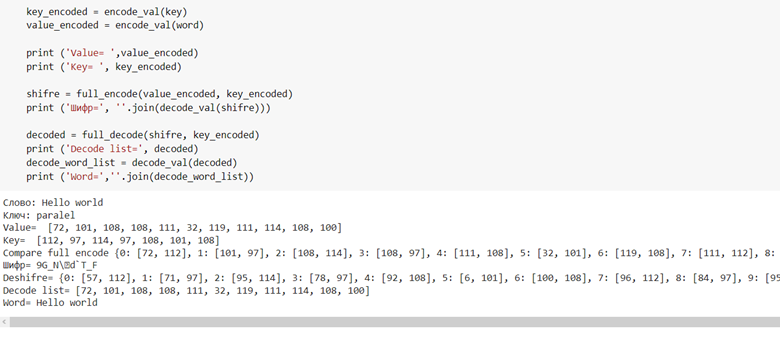 key_encoded = encode_val(key)
value_encoded = encode_val(word)
print ('Value= ',value_encoded)
print ('Key= ', key_encoded)
shifre = full_encode(value_encoded, key_encoded)
print ('Шифр=', ''.join(decode_val(shifre)))
decoded = full_decode(shifre, key_encoded)
print ('Decode list=', decoded)
decode_word_list = decode_val(decoded)
print ('Word=',''.join(decode_word_list))
Слово: Hello world
Ключ: paralel
Value=  [72, 101, 108, 108, 111, 32, 119, 111, 114, 108, 100]
Key=  [112, 97, 114, 97, 108, 101, 108]
Compare full encode {0: [72, 112], 1: [101, 97], 2: [108, 114], 3: [108, 97], 4: [111, 108], 5: [32, 101], 6: [119, 108], 7: [111, 112], 8:
Шифр= 9G_N\d`T_F
Deshifre= {0: [57, 112], 1: [71, 97], 2: [95, 114], 3: [78, 97], 4: [92, 108], 5: [6, 101], 6: [100, 108], 7: [96, 112], 8: [84, 97], 9: [95
Decode list= [72, 101, 108, 108, 111, 32, 119, 111, 114, 108, 100]
Word= Hello world